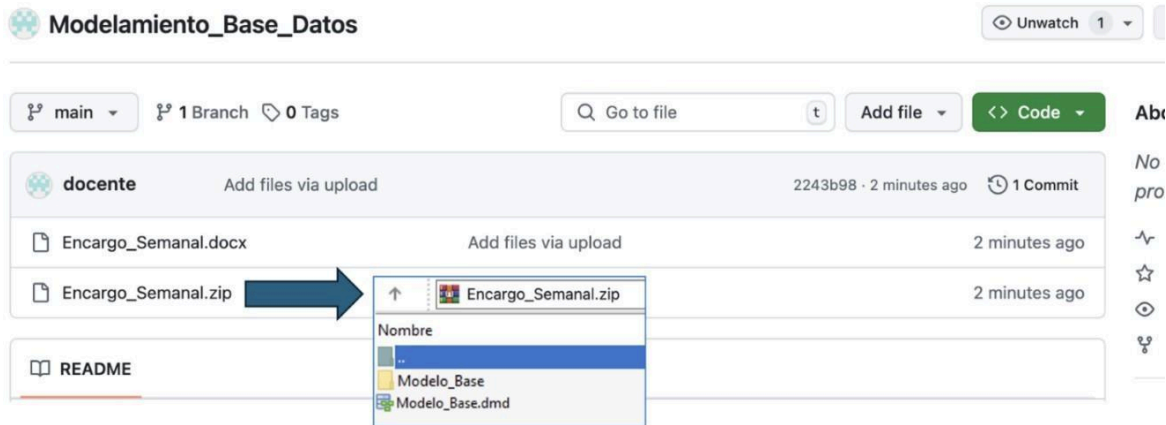 Modelamiento_Base_Datos
Unwatch 1
main 1 Branch 0 Tags Go to file t Add file Code
docente Add files via upload 2243b98 · 2 minutes ago 1 Commit
Encargo_Semanal.docx Add files via upload 2 minutes ago
Encargo_Semanal.zip 2 minutes ago
Encargo_Semanal.zip
Nombre
..
Modelo_Base
Modelo_Base.dmd
README
No